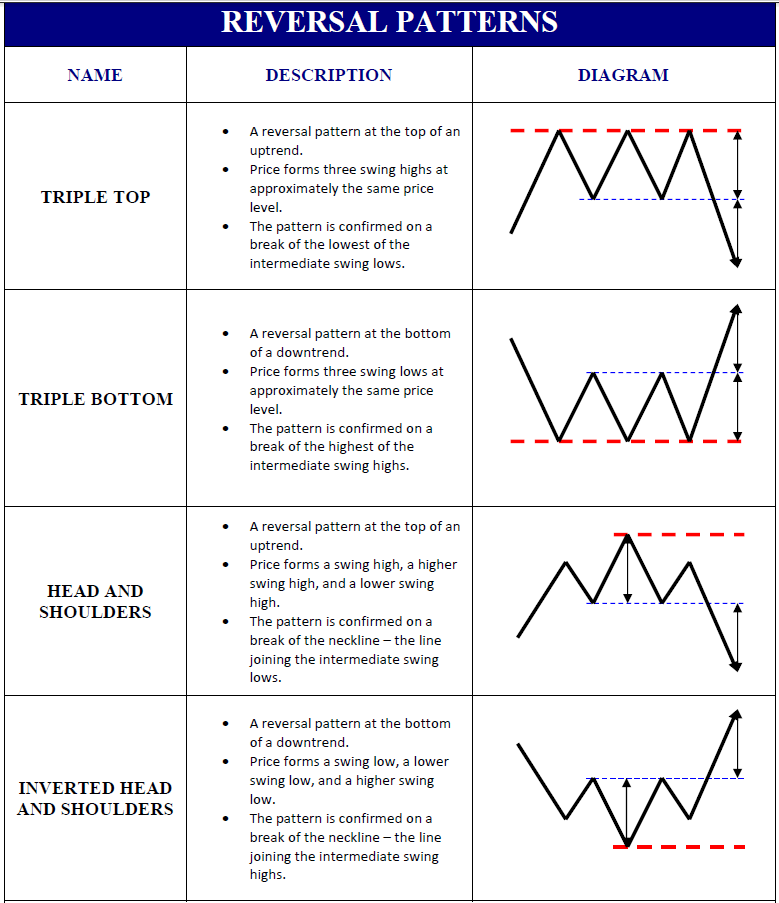 REVERSAL PATTERNS
NAME
DESCRIPTION
DIAGRAM
TRIPLE TOP
• A reversal pattern at the top of an
uptrend.
• Price forms three swing highs at
approximately the same price
level.
• The pattern is confirmed on a
break of the lowest of the
intermediate swing lows.
TRIPLE BOTTOM
• A reversal pattern at the bottom
of a downtrend.
• Price forms three swing lows at
approximately the same price
level.
• The pattern is confirmed on a
break of the highest of the
intermediate swing highs.
HEAD AND
SHOULDERS
• A reversal pattern at the top of an
uptrend.
• Price forms a swing high, a higher
swing high, and a lower swing
high.
• The pattern is confirmed on a
break of the neckline – the line
joining the intermediate swing
lows.
INVERTED HEAD
AND SHOULDERS
• A reversal pattern at the bottom
of a downtrend.
• Price forms a swing low, a lower
swing low, and a higher swing
low.
• The pattern is confirmed on a
break of the neckline – the line
joining the intermediate swing
highs.